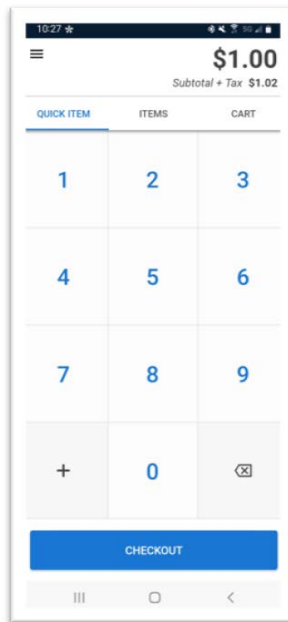 10:27
5G
$1.00
Subtotal + Tax $1.02
QUICK ITEM ITEMS CART
1 2 3
4 5 6
7 8 9
+ 0
CHECKOUT